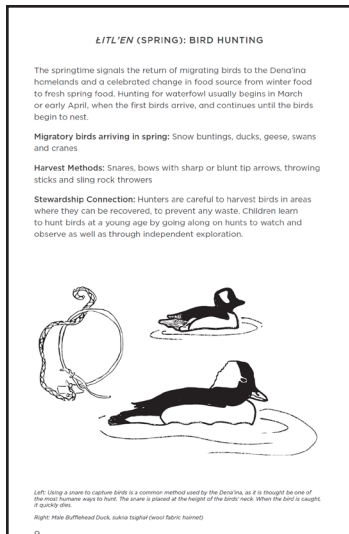 ŁITL'EN (SPRING): BIRD HUNTING
The springtime signals the return of migrating birds to the Dena'ina
homelands and a celebrated change in food source from winter food
to fresh spring food. Hunting for waterfowl usually begins in March
or early April, when the first birds arrive, and continues until the birds
begin to nest.
Migratory birds arriving in spring: Snow buntings, ducks, geese, swans
and cranes
Harvest Methods: Snares, bows with sharp or blunt tip arrows, throwing
sticks and sling rock throwers
Stewardship Connection: Hunters are careful to harvest birds in areas
where they can be recovered, to prevent any waste. Children learn
to hunt birds at a young age by going along on hunts to watch and
observe as well as through independent exploration.
Left: Using a snare to capture birds is a common method used by the Dena'ina, as it is thought be one of
the most humane ways to hunt. The snare is placed at the height of the birds' neck. When the bird is caught,
it quickly dies.
Right: Male Bufflehead Duck, suknа tsighał (wool fabric hairnet)